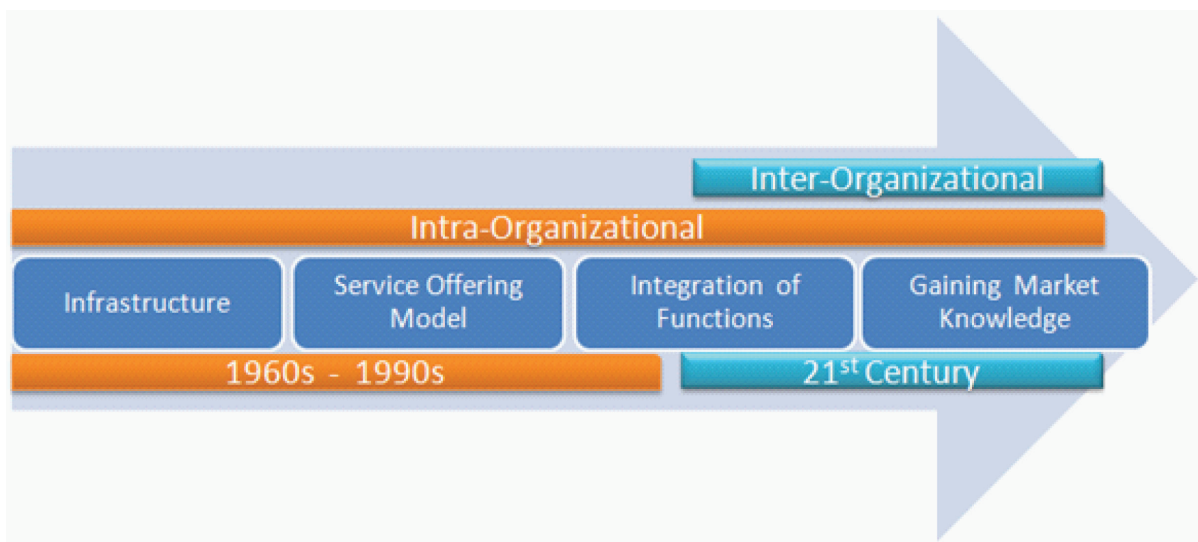 Inter-Organizational
Intra-Organizational
Infrastructure
Service Offering
Model
Integration of
Functions
Gaining Market
Knowledge
1960s - 1990s
21st Century